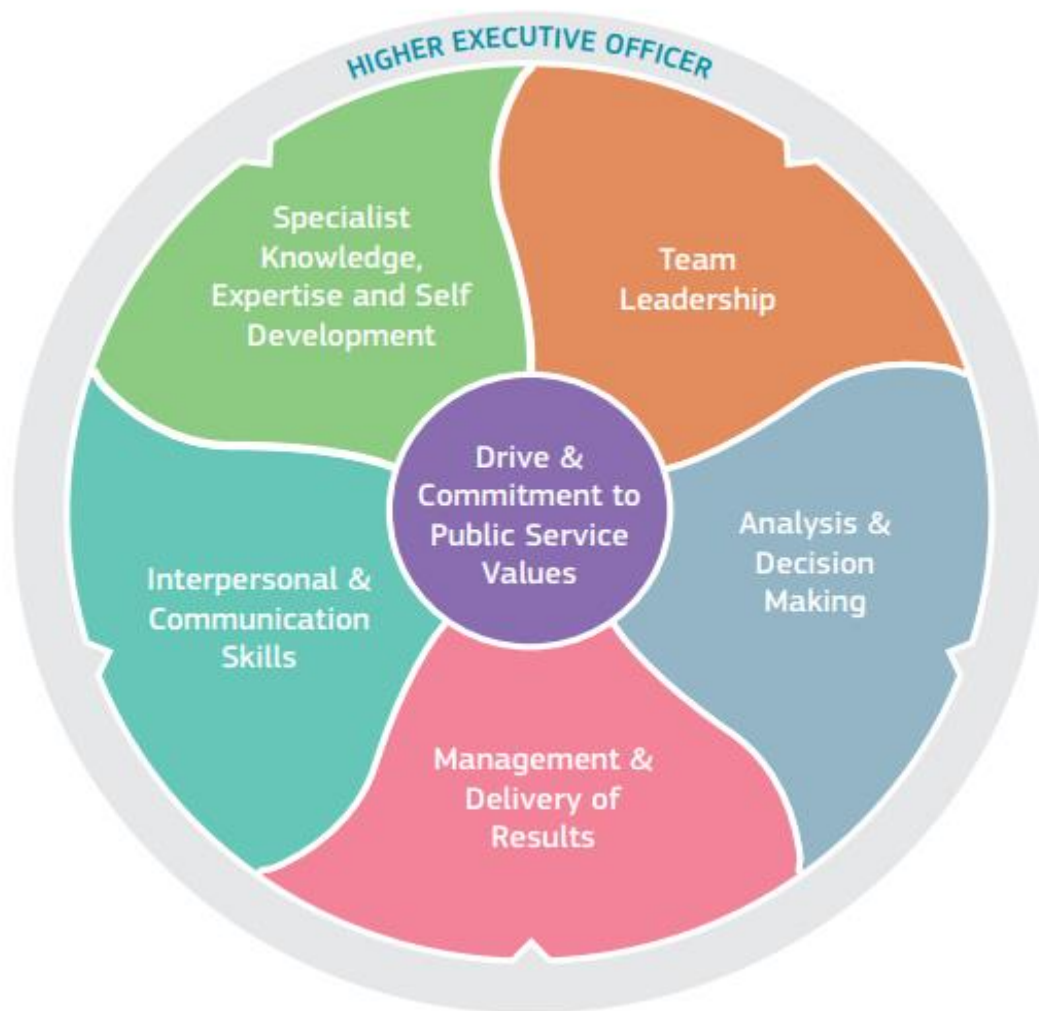 HIGHER EXECUTIVE OFFICER
Specialist
Knowledge,
Expertise and Self
Development
Team
Leadership
Drive &
Commitment to
Public Service
Values
Analysis &
Decision
Making
Interpersonal &
Communication
Skills
Management &
Delivery of
Results